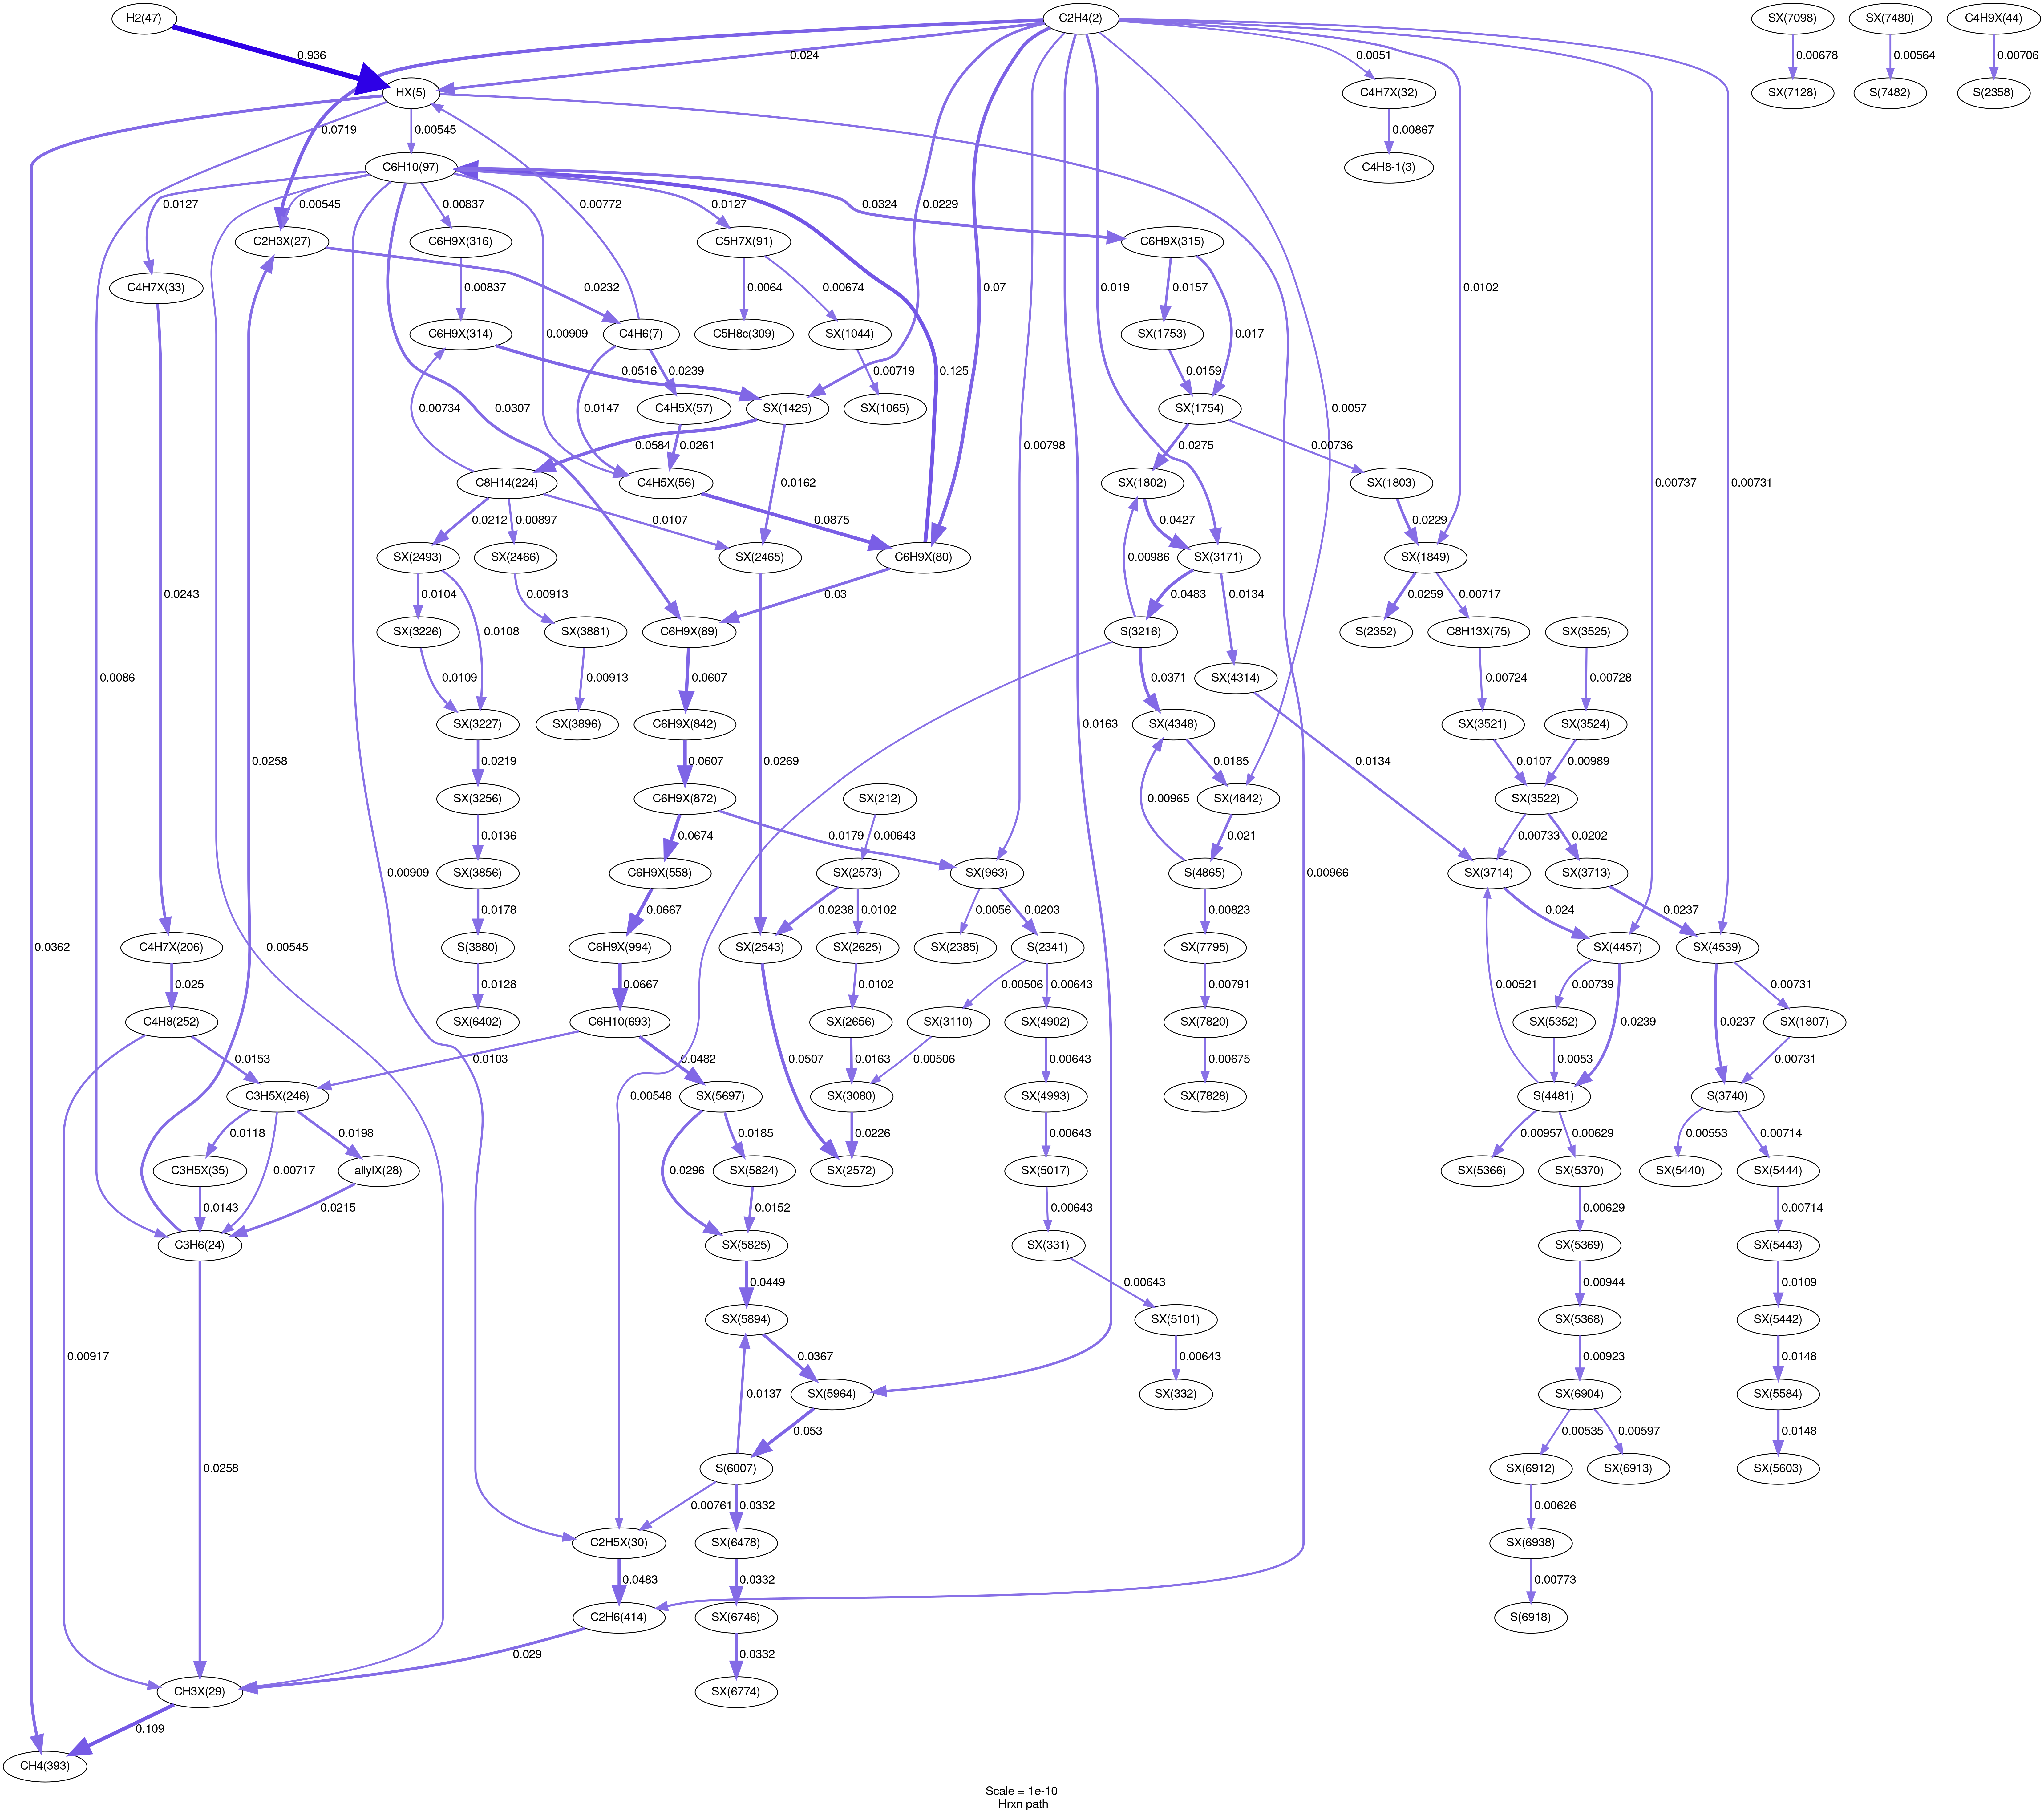 H2(47)
C2H4(2)
SX(7098)
SX(7480)
C4H9X(44)
0.936
0.024
0.0051
0.00678
0.00564
0.00706
HX(5)
C4H7X(32)
SX(7128)
S(7482)
S(2358)
0.0719
0.00545
0.00867
C6H10(97)
C4H8-1(3)
0.0127
0.00545
0.00837
0.0127
0.0324
0.0229
0.00772
C2H3X(27)
C6H9X(316)
C5H7X(91)
C6H9X(315)
C4H7X(33)
0.00837
0.0232
0.0064
0.00674
0.07
0.019
0.0157
0.017
0.0102
C6H9X(314)
C4H6(7)
C5H8c(309)
SX(1044)
SX(1753)
0.00909
0.0516
0.0239
0.00719
0.125
0.0159
0.00734
0.0307
0.0147
C4H5X(57)
SX(1425)
SX(1065)
SX(1754)
0.0057
0.0584
0.0261
0.00798
0.0275
0.00736
C8H14(224)
C4H5X(56)
SX(1802)
SX(1803)
0.0162
0.00737
0.00731
0.0212
0.00897
0.0107
0.0875
0.0427
0.0229
SX(2493)
SX(2466)
SX(2465)
C6H9X(80)
0.00986
SX(3171)
SX(1849)
0.0104
0.0108
0.00913
0.03
0.0483
0.0134
0.0259
0.00717
SX(3226)
SX(3881)
C6H9X(89)
S(3216)
S(2352)
C8H13X(75)
SX(3525)
0.0243
0.0086
0.0258
0.0109
0.00913
0.0607
0.0371
SX(4314)
0.00724
0.00728
SX(3227)
SX(3896)
C6H9X(842)
SX(4348)
SX(3521)
SX(3524)
0.0163
0.0219
0.0607
0.0269
0.0185
0.0134
0.0107
0.00989
SX(3256)
C6H9X(872)
SX(212)
0.00965
SX(4842)
SX(3522)
0.0136
0.0674
0.00643
0.0179
0.021
0.00733
0.0202
SX(3856)
C6H9X(558)
SX(2573)
SX(963)
S(4865)
0.00966
SX(3714)
SX(3713)
0.00909
0.0178
0.0667
0.0238
0.0102
0.0056
0.0203
0.00823
0.024
0.0237
C4H7X(206)
S(3880)
C6H9X(994)
SX(2543)
SX(2625)
SX(2385)
S(2341)
SX(7795)
SX(4457)
SX(4539)
0.0362
0.025
0.00545
0.0128
0.0667
0.0102
0.00506
0.00643
0.00791
0.00521
0.00739
0.00731
C4H8(252)
SX(6402)
C6H10(693)
SX(2656)
SX(3110)
SX(4902)
SX(7820)
SX(5352)
SX(1807)
0.0153
0.0103
0.0482
0.0163
0.00506
0.00643
0.00675
0.0053
0.0239
0.0237
0.00731
C3H5X(246)
0.00548
SX(5697)
0.0507
SX(3080)
SX(4993)
SX(7828)
S(4481)
S(3740)
0.0118
0.00717
0.0198
0.0296
0.0185
0.0226
0.00643
0.00957
0.00629
0.00553
0.00714
C3H5X(35)
allylX(28)
SX(5824)
SX(2572)
SX(5017)
SX(5366)
SX(5370)
SX(5440)
SX(5444)
0.0143
0.0215
0.0152
0.00643
0.00629
0.00714
C3H6(24)
SX(5825)
SX(331)
SX(5369)
SX(5443)
0.0449
0.00643
0.00944
0.0109
SX(5894)
SX(5101)
SX(5368)
SX(5442)
0.00917
0.0367
0.00643
0.00923
0.0148
0.0137
SX(5964)
SX(332)
SX(6904)
SX(5584)
0.053
0.00535
0.00597
0.0148
0.0258
S(6007)
SX(6912)
SX(6913)
SX(5603)
0.00761
0.0332
0.00626
C2H5X(30)
SX(6478)
SX(6938)
0.0483
0.0332
0.00773
C2H6(414)
SX(6746)
S(6918)
0.029
0.0332
CH3X(29)
SX(6774)
0.109
CH4(393)
Scale = 1e-10
Hrxn path